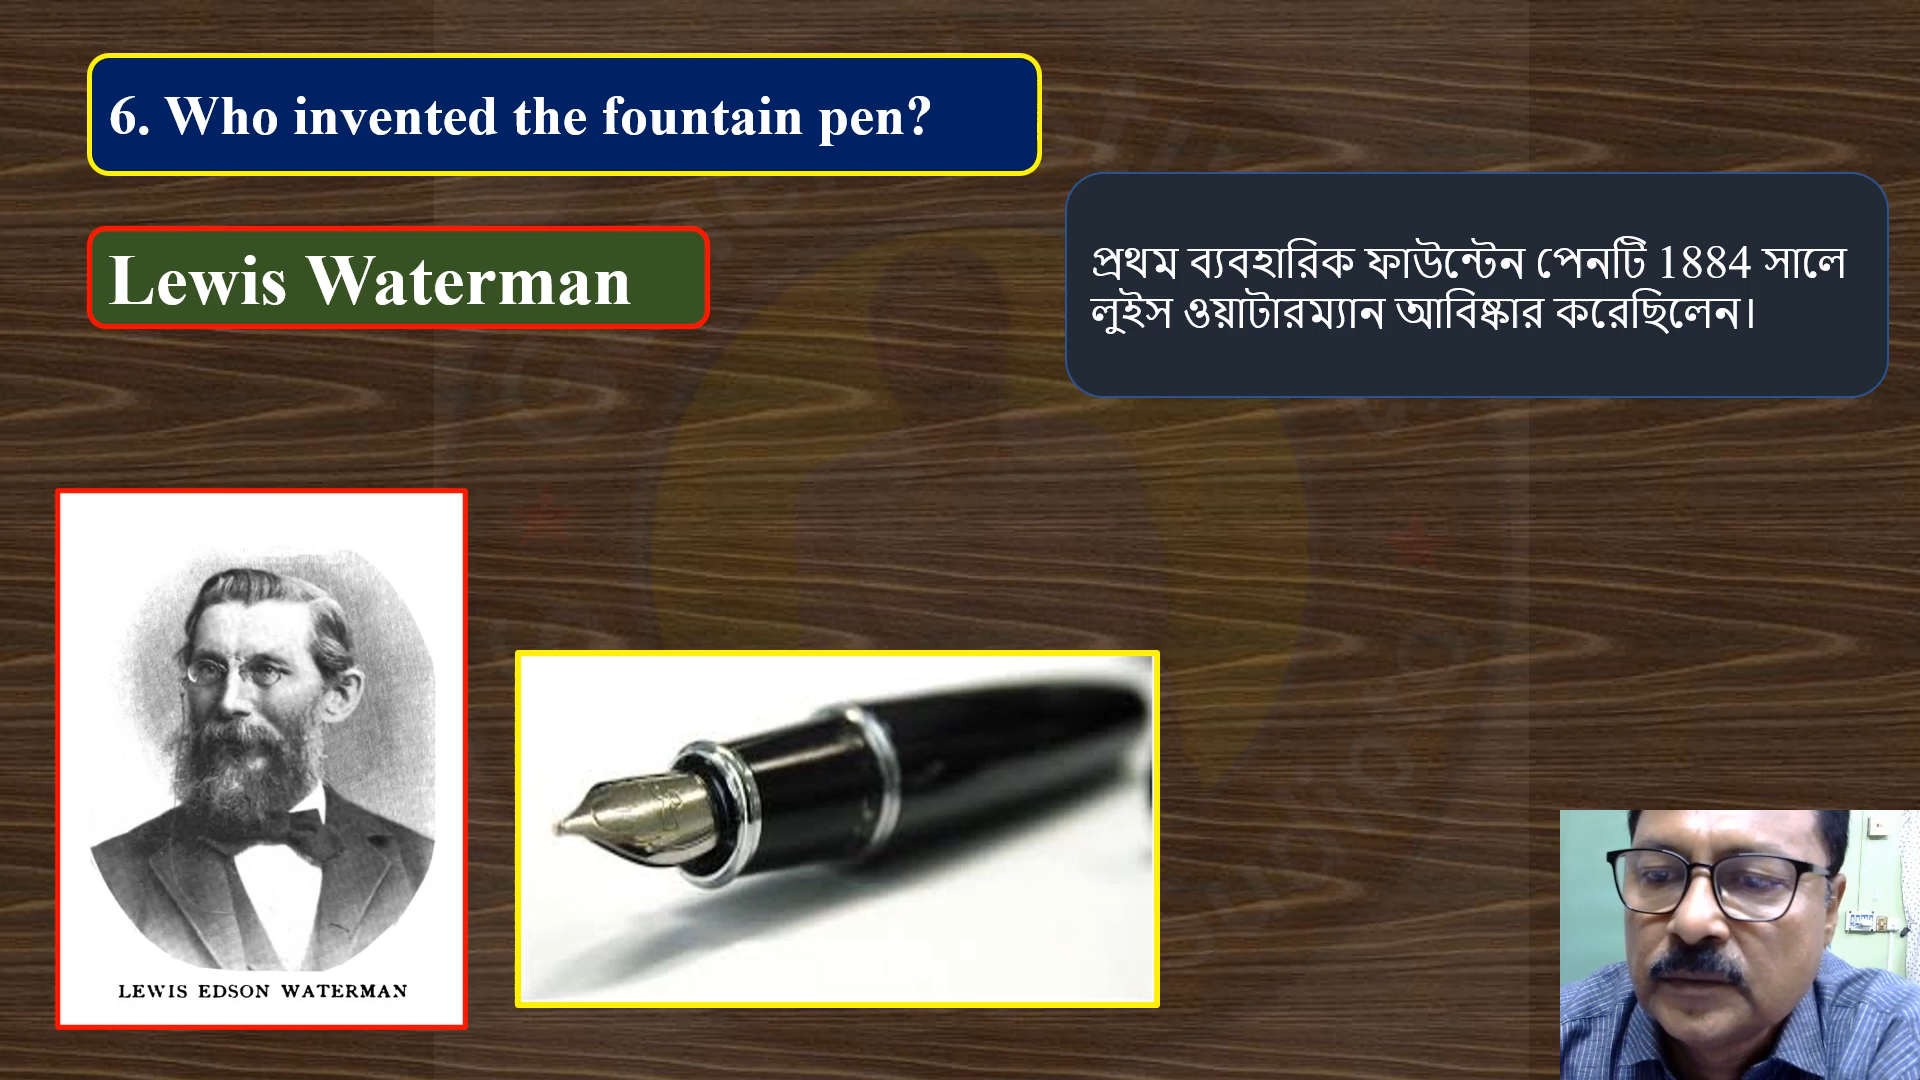 6. Who invented the fountain pen?
Lewis Waterman
প্রথম ব্যবহারিক ফাউন্টেন পেনটি 1884 সালে
লুইস ওয়াটারম্যান আবিষ্কার করেছিলেন।
LEWIS EDSON WATERMAN